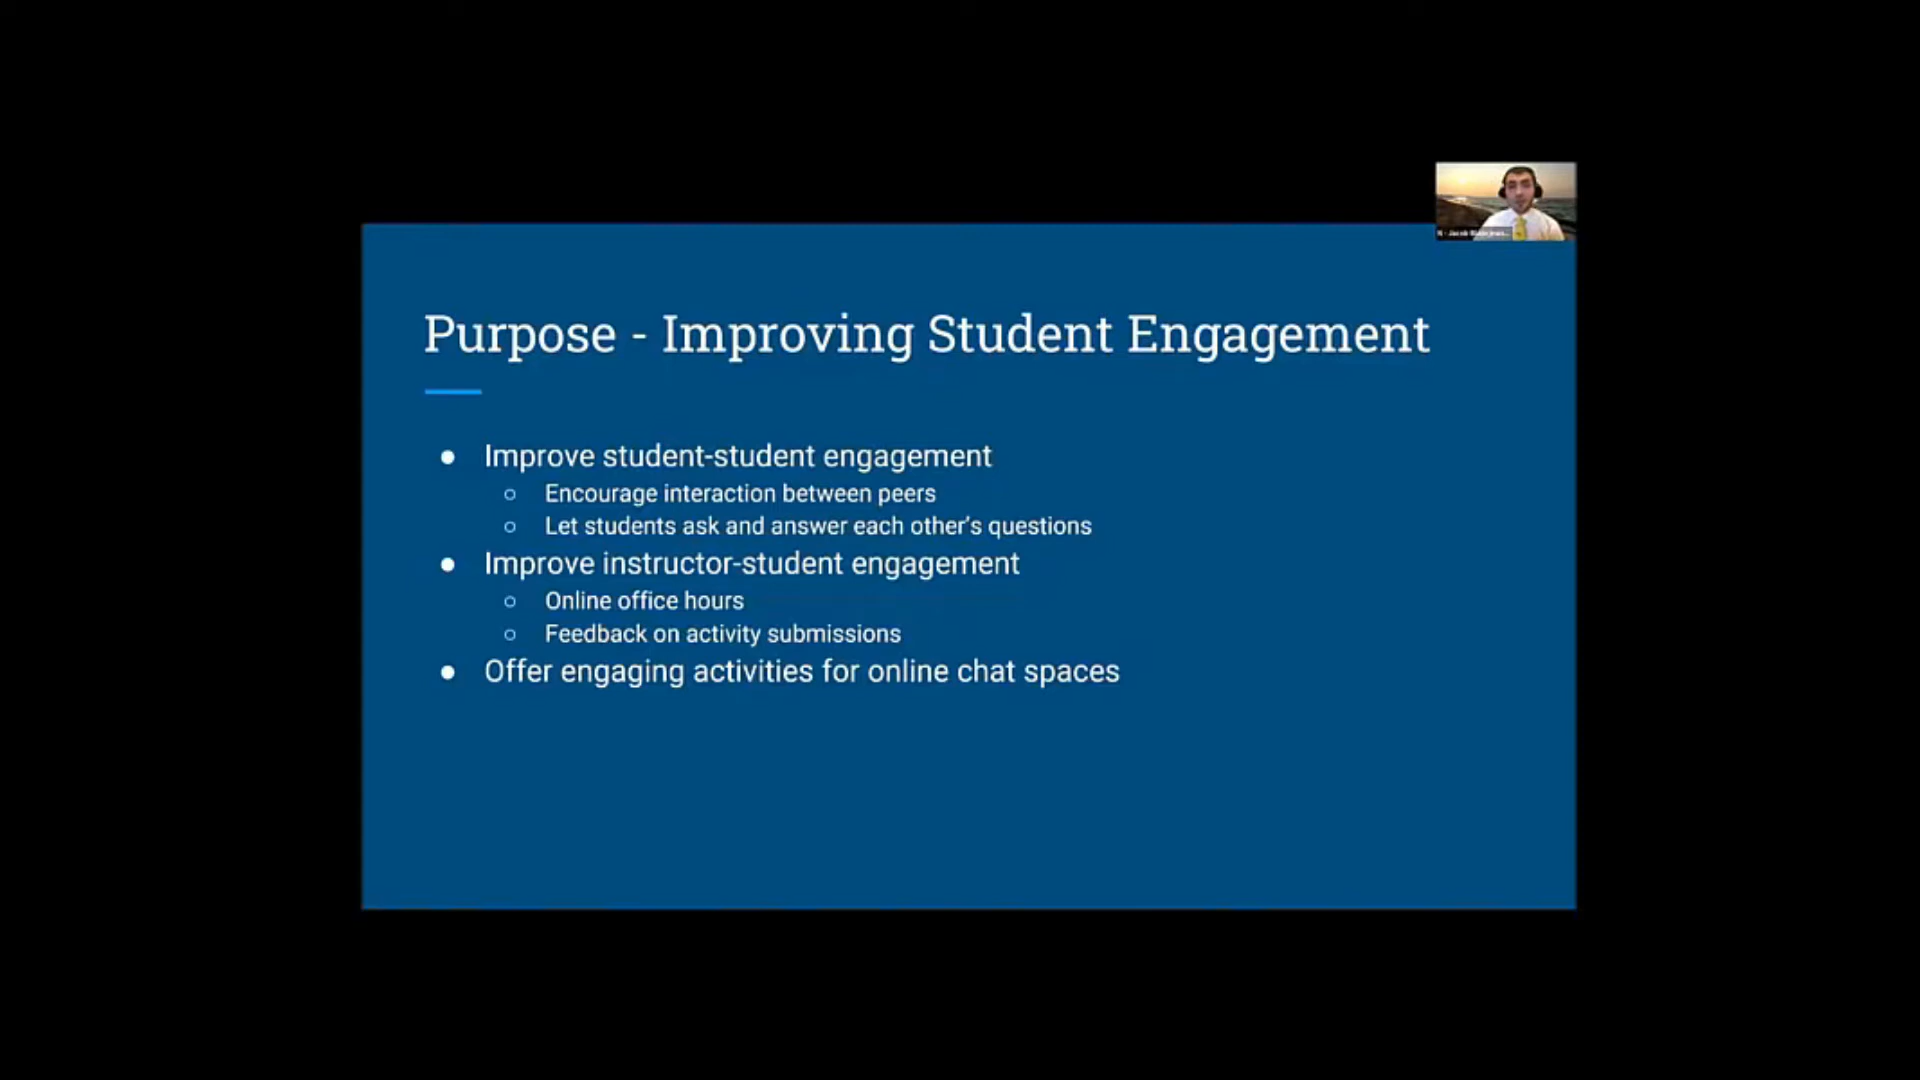 Purpose - Improving Student Engagement
● Improve student-student engagement
○ Encourage interaction between peers
○ Let students ask and answer each other's questions
● Improve instructor-student engagement
○ Online office hours
○ Feedback on activity submissions
● Offer engaging activities for online chat spaces
Jacob